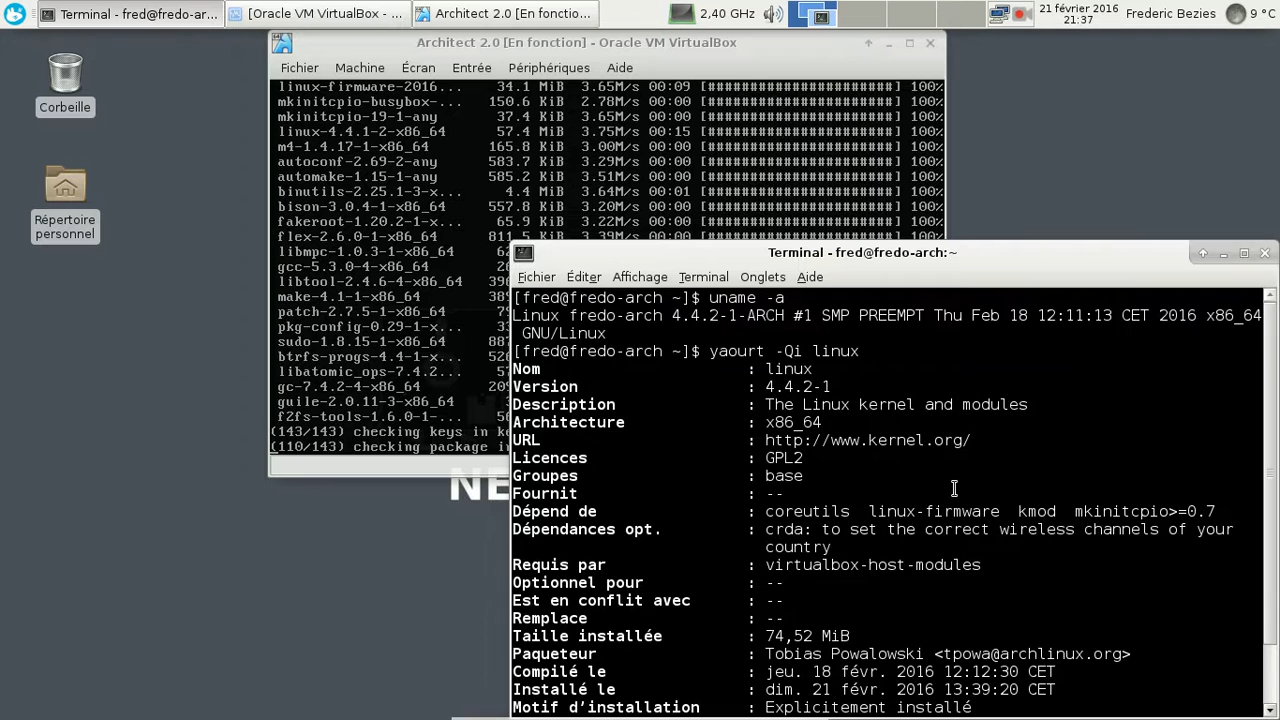 Terminal - fred@fredo-ar...
[Oracle VM VirtualBox - ...
Architect 2.0 [En fonctio...
2,40 GHz
21 février 2016
21:37
Frederic Bezies
9 °C
Corbeille
Répertoire
personnel
Architect 2.0 [En fonction] - Oracle VM VirtualBox
Fichier Machine Écran Entrée Périphériques Aide
linux-firmware-2016... 34.1 MiB 3.65M/s 00:09 [######################] 100%
mkinitcpio-busybox-... 150.6 KiB 2.78M/s 00:00 [######################] 100%
mkinitcpio-19-1-any 37.4 KiB 3.65M/s 00:00 [######################] 100%
linux-4.4.1-2-x86_64 57.4 MiB 3.75M/s 00:15 [######################] 100%
m4-1.4.17-1-x86_64 165.8 KiB 3.00M/s 00:00 [######################] 100%
autoconf-2.69-2-any 583.7 KiB 3.29M/s 00:00 [######################] 100%
automake-1.15-1-any 585.2 KiB 3.51M/s 00:00 [######################] 100%
binutils-2.25.1-3-x... 4.4 MiB 3.64M/s 00:01 [######################] 100%
bison-3.0.4-1-x86_64 557.8 KiB 3.64M/s 00:00 [######################] 100%
fakeroot-1.20.2-1-x... 65.9 KiB 3.22M/s 00:00 [######################] 100%
flex-2.6.0-1-x86_64 811.5 KiB 3.39M/s 00:00 [######################] 100%
libmpc-1.0.3-1-x86_64
gcc-5.3.0-4-x86_64
libtool-2.4.6-4-x86_64 396
make-4.1-1-x86_64
patch-2.7.5-1-x86_64
pkg-config-0.29-1-x...
sudo-1.8.15-1-x86_64 887
btrfs-progs-4.4-1-x... 526
libatomic_ops-7.4.2... 57
gc-7.4.2-4-x86_64 209
guile-2.0.11-3-x86_64 3
f2fs-tools-1.6.0-1-... 56
(143/143) checking keys in ke
(110/143) checking package in
NE
Terminal - fred@fredo-arch:~
Fichier Éditer Affichage Terminal Onglets Aide
[fred@fredo-arch ~]$ uname -a
Linux fredo-arch 4.4.2-1-ARCH #1 SMP PREEMPT Thu Feb 18 12:11:13 CET 2016 x86_64
GNU/Linux
[fred@fredo-arch ~]$ yaourt -Qi linux
Nom : linux
Version : 4.4.2-1
Description : The Linux kernel and modules
Architecture : x86_64
URL : http://www.kernel.org/
Licences : GPL2
Groupes : base
Fournit : --
Dépend de : coreutils linux-firmware kmod mkinitcpio>=0.7
Dépendances opt. : crda: to set the correct wireless channels of your
country
Requis par : virtualbox-host-modules
Optionnel pour : --
Est en conflit avec : --
Remplace : --
Taille installée : 74,52 MiB
Paqueteur : Tobias Powalowski <tpowa@archlinux.org>
Compilé le : jeu. 18 févr. 2016 12:12:30 CET
Installé le : dim. 21 févr. 2016 13:39:20 CET
Motif d’installation : Explicitement installé